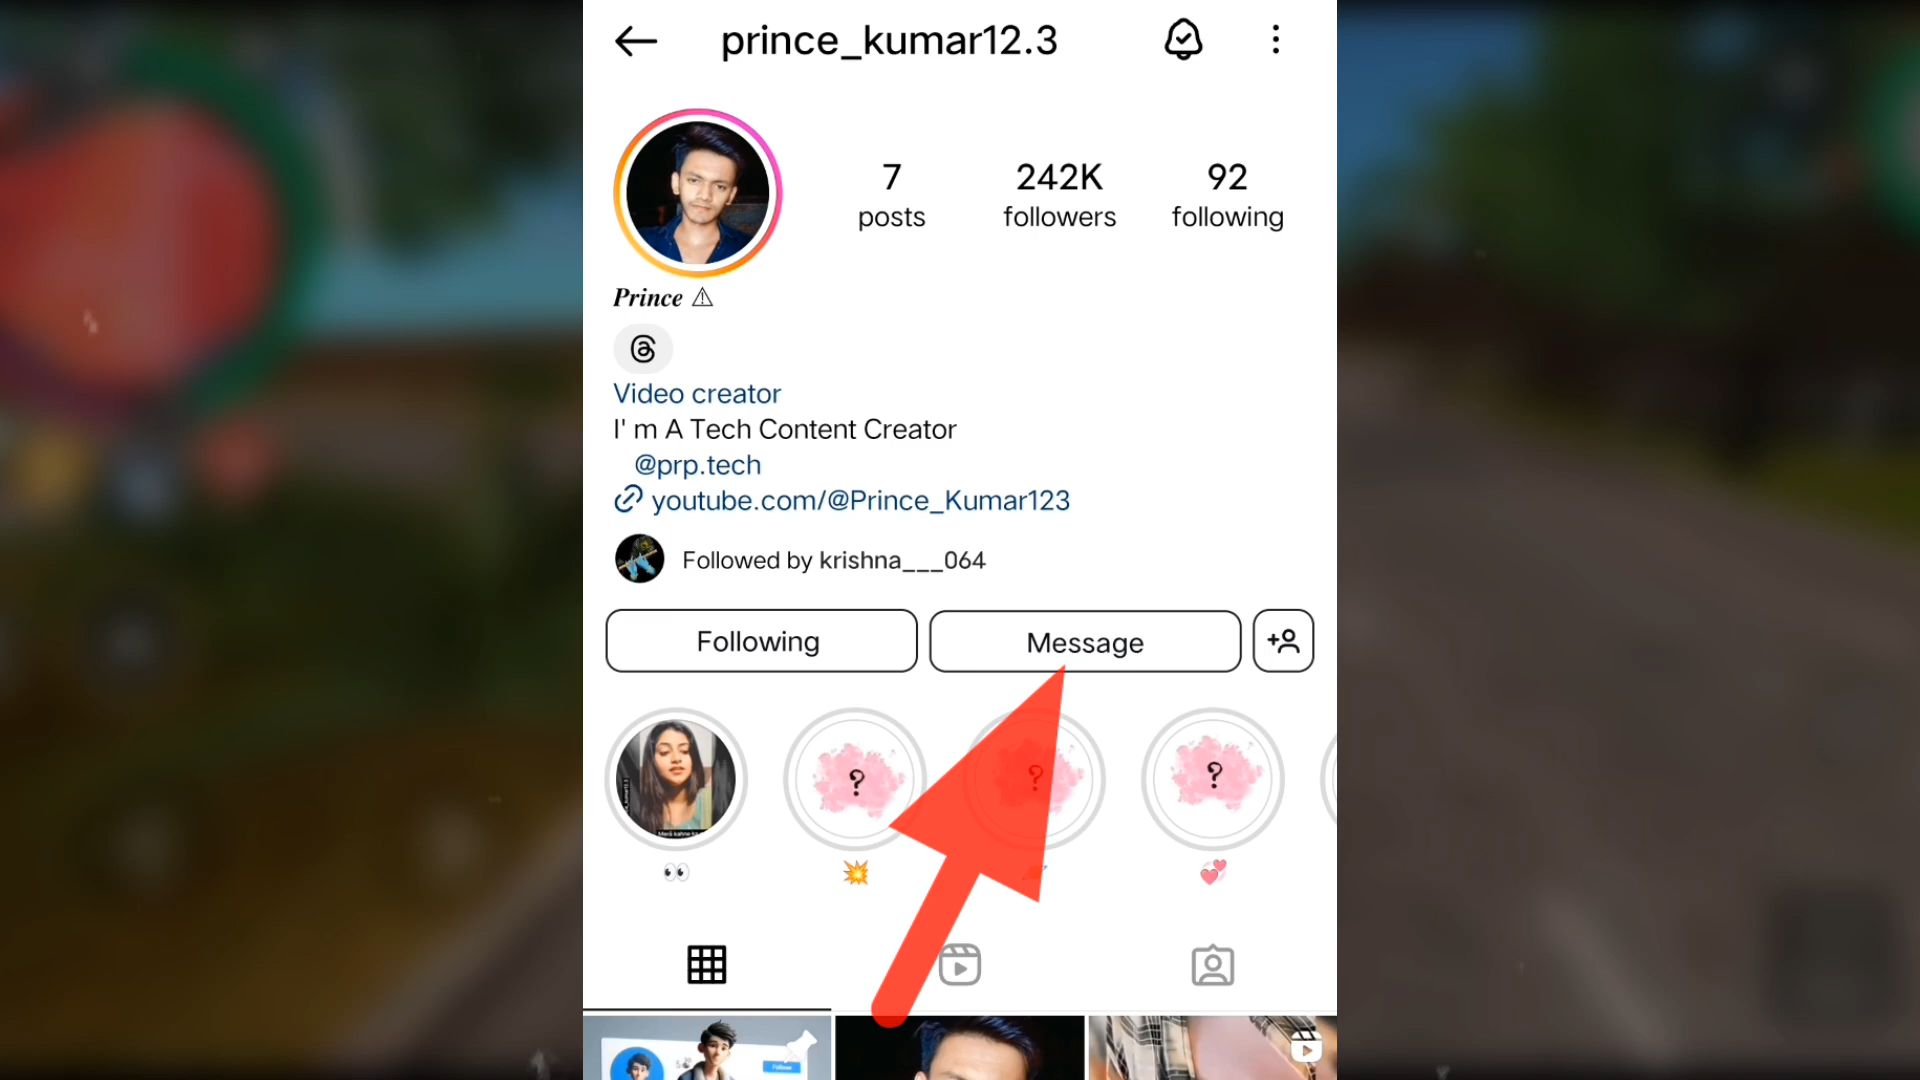 prince_kumar12.3
7
posts
242K
followers
92
following
Prince ⚠
Video creator
I' m A Tech Content Creator
@prp.tech
youtube.com/@Prince_Kumar123
Followed by krishna___064
Following
Message
?
?
?
👀
💥
💞
Follow